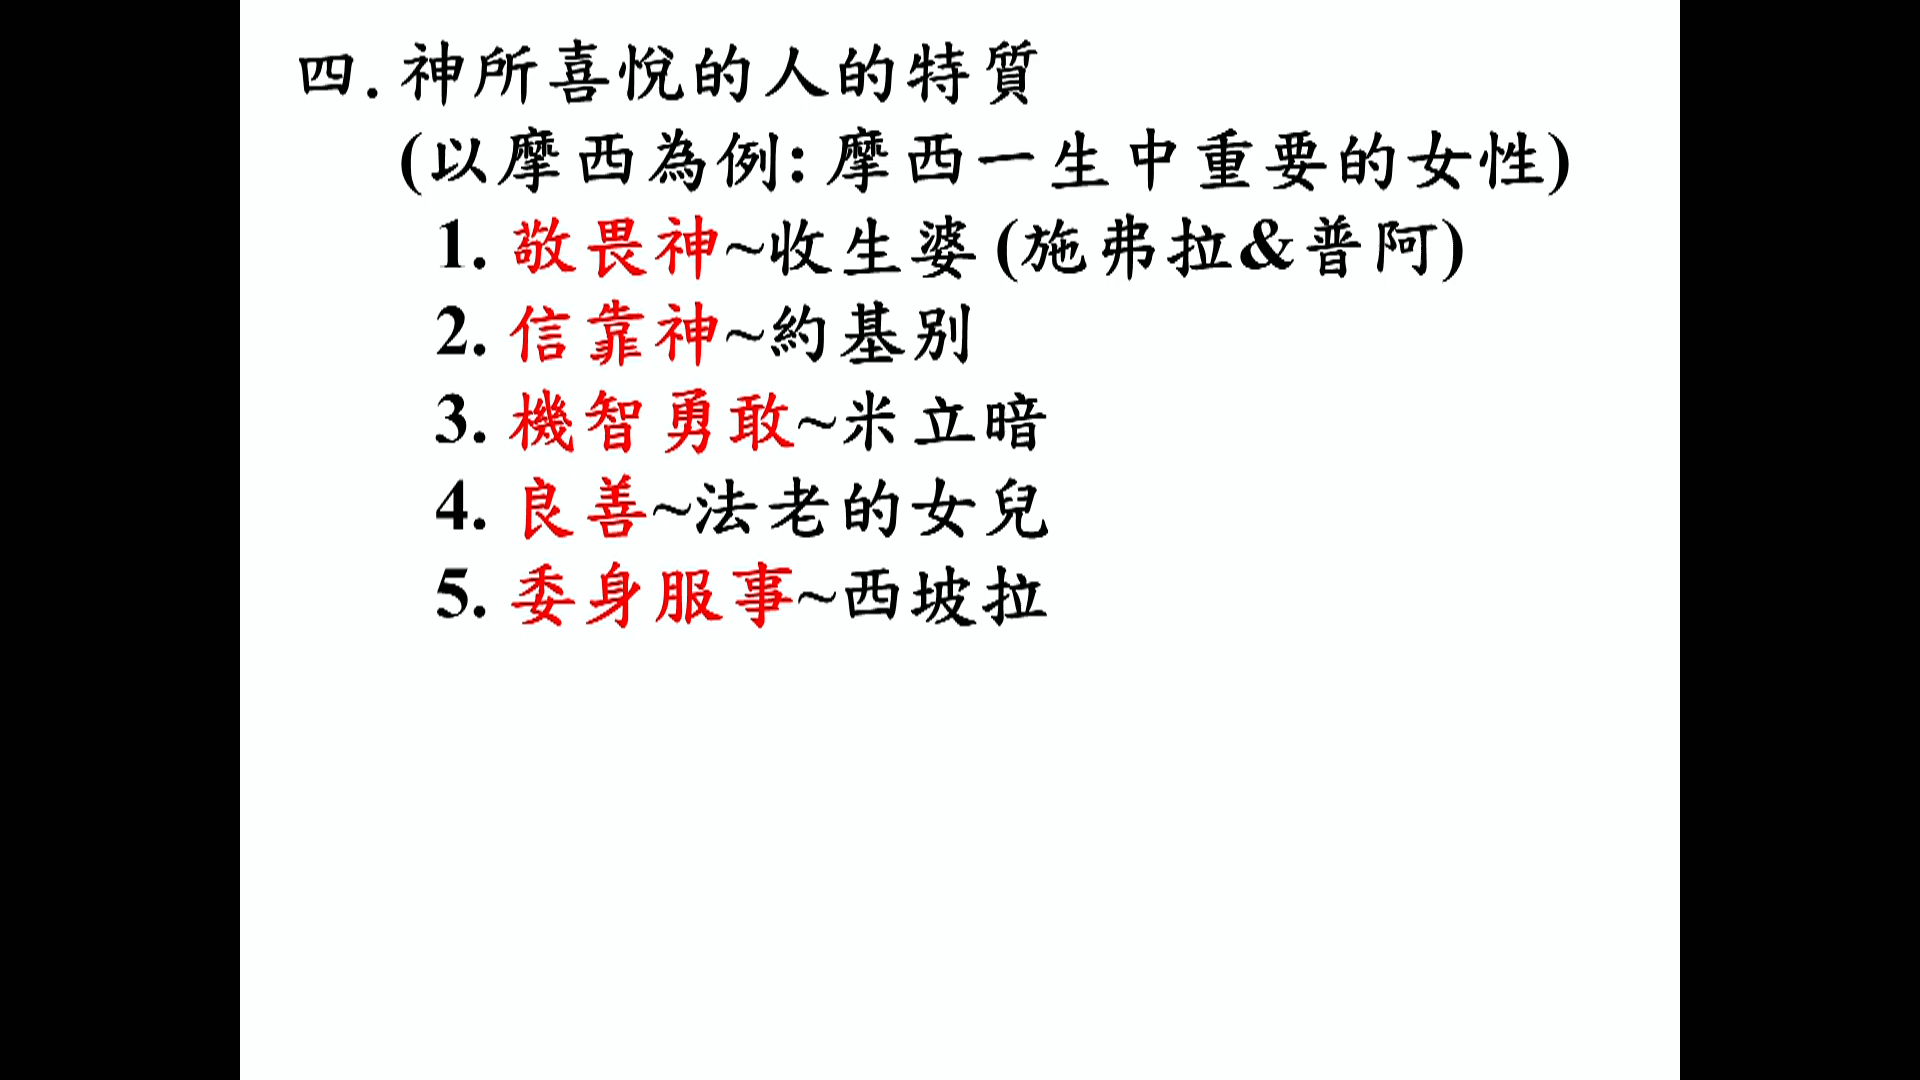 四. 神所喜悅的人的特質
(以摩西為例: 摩西一生中重要的女性)
1. 敬畏神~收生婆 (施弗拉&普阿)
2. 信靠神~約基別
3. 機智勇敢~米立暗
4. 良善~法老的女兒
5. 委身服事~西坡拉